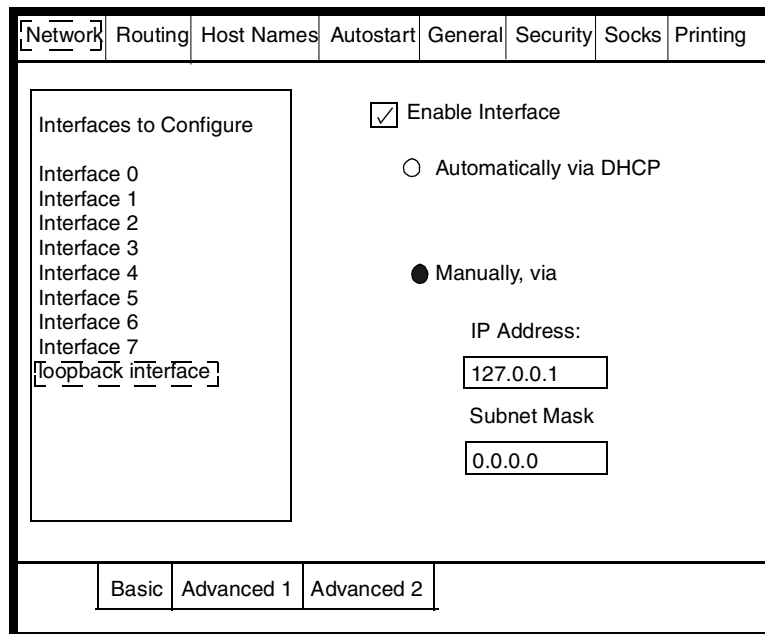 Network Routing Host Names Autostart General Security Socks Printing
Interfaces to Configure
Interface 0
Interface 1
Interface 2
Interface 3
Interface 4
Interface 5
Interface 6
Interface 7
loopback interface
Enable Interface
Automatically via DHCP
Manually, via
IP Address:
127.0.0.1
Subnet Mask
0.0.0.0
Basic Advanced 1 Advanced 2